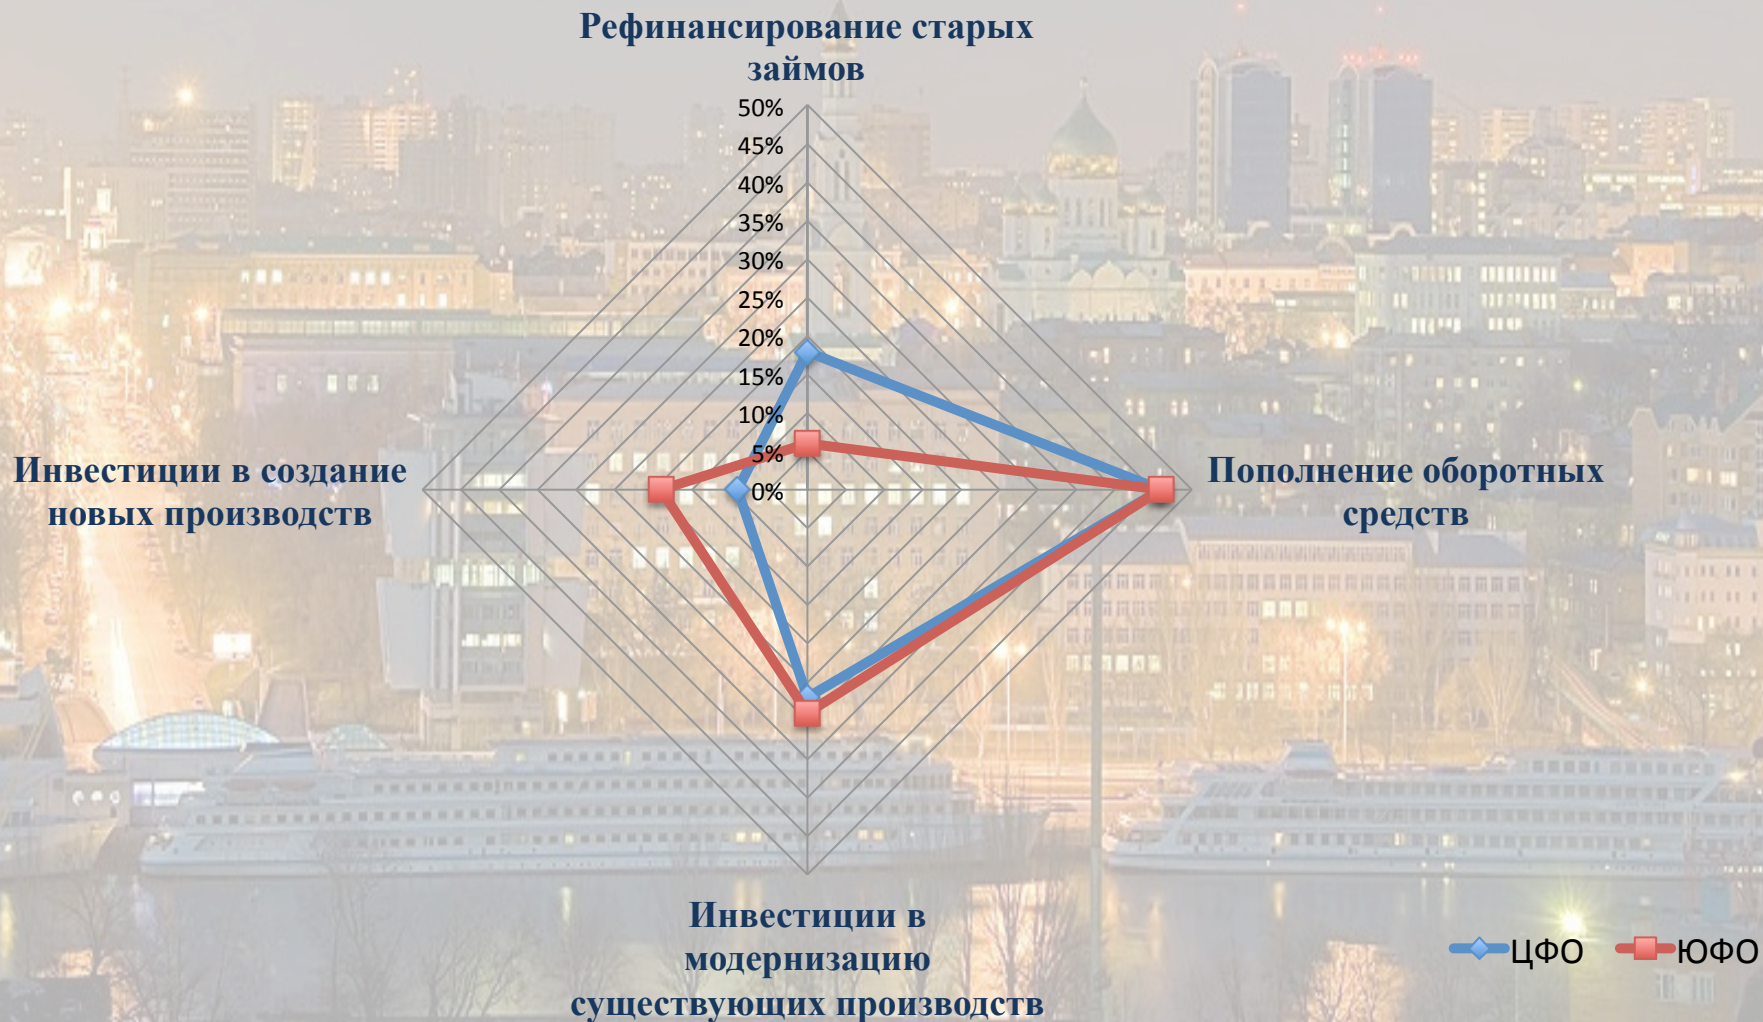 Рефинансирование старых
займов
50%
45%
40%
35%
30%
25%
20%
15%
10%
5%
0%
Инвестиции в создание
новых производств
Пополнение оборотных
средств
Инвестиции в
модернизацию
существующих производств
ЦФО
ЮФО